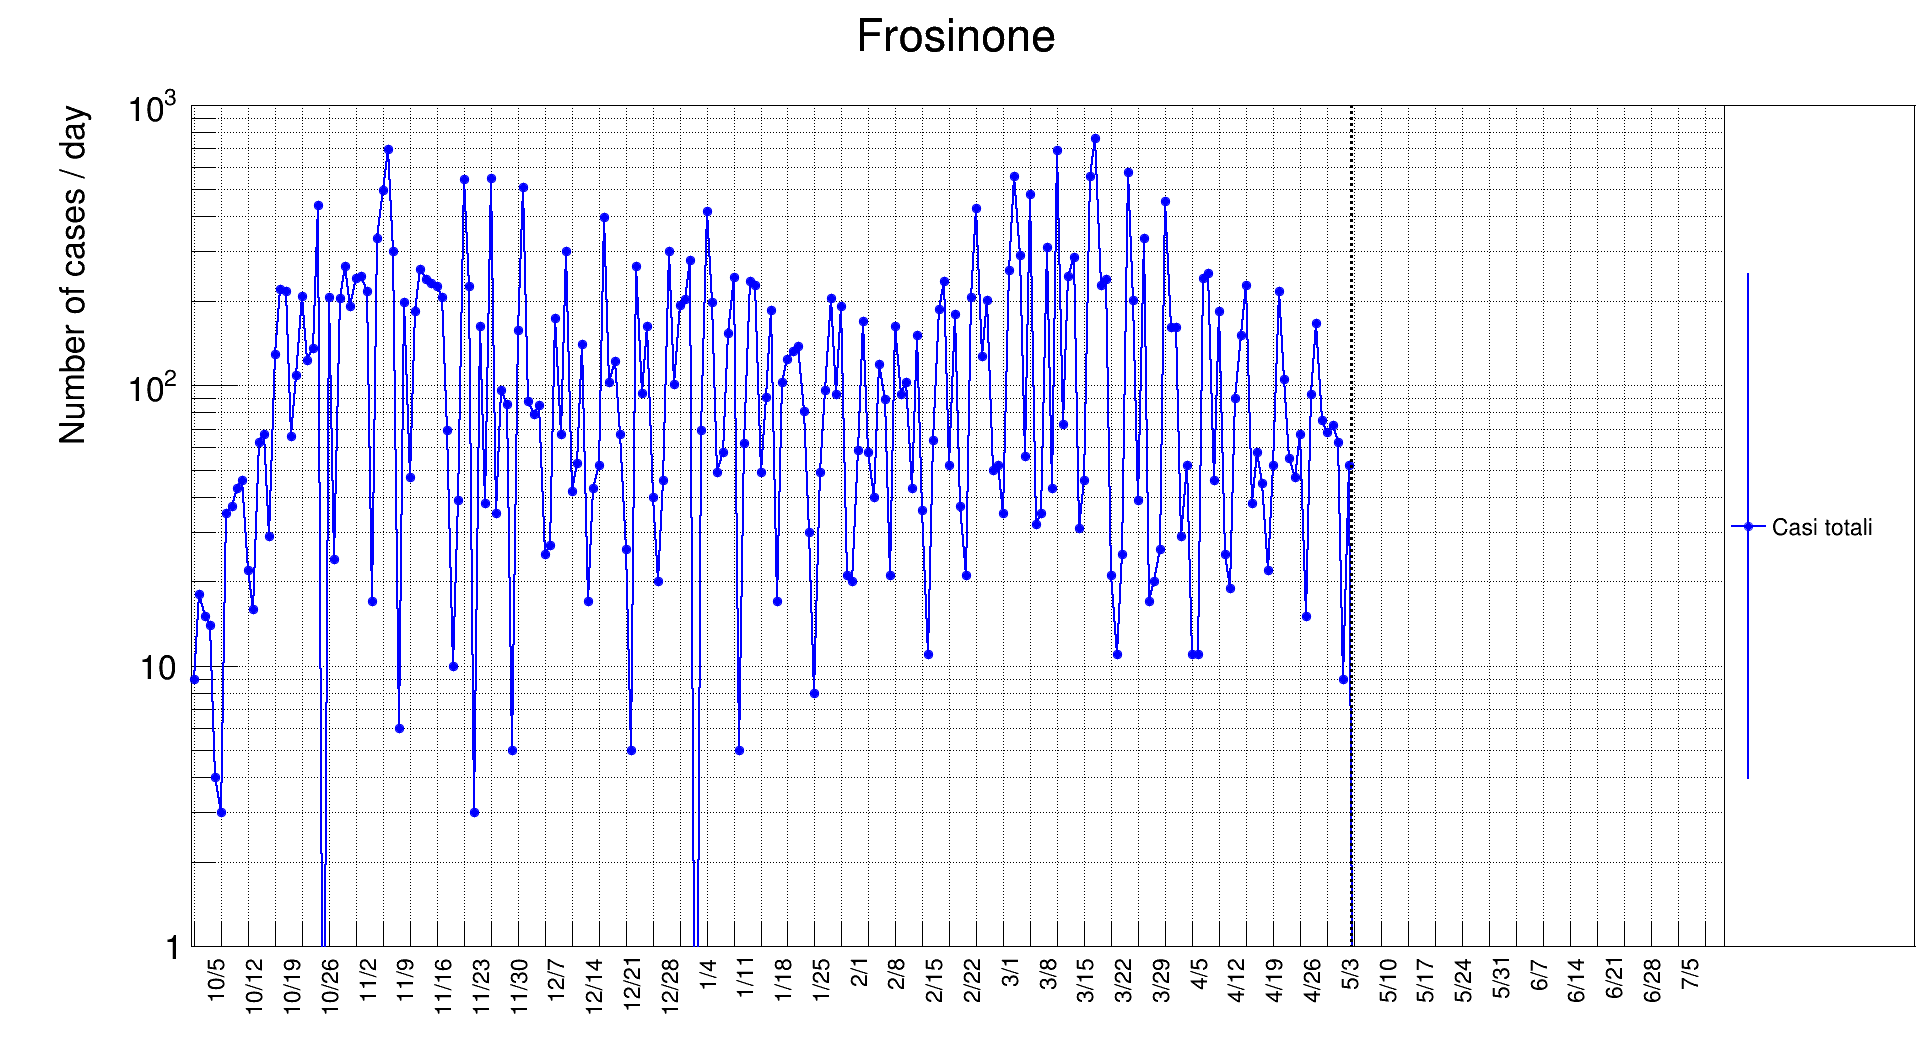 Frosinone
Number of cases / day
10³
10²
10
1
10/5 10/12 10/19 10/26 11/2 11/9 11/16 11/23 11/30 12/7 12/14 12/21 12/28 1/4 1/11 1/18 1/25 2/1 2/8 2/15 2/22 3/1 3/8 3/15 3/22 3/29 4/5 4/12 4/19 4/26 5/3 5/10 5/17 5/24 5/31 6/7 6/14 6/21 6/28 7/5
Casi totali